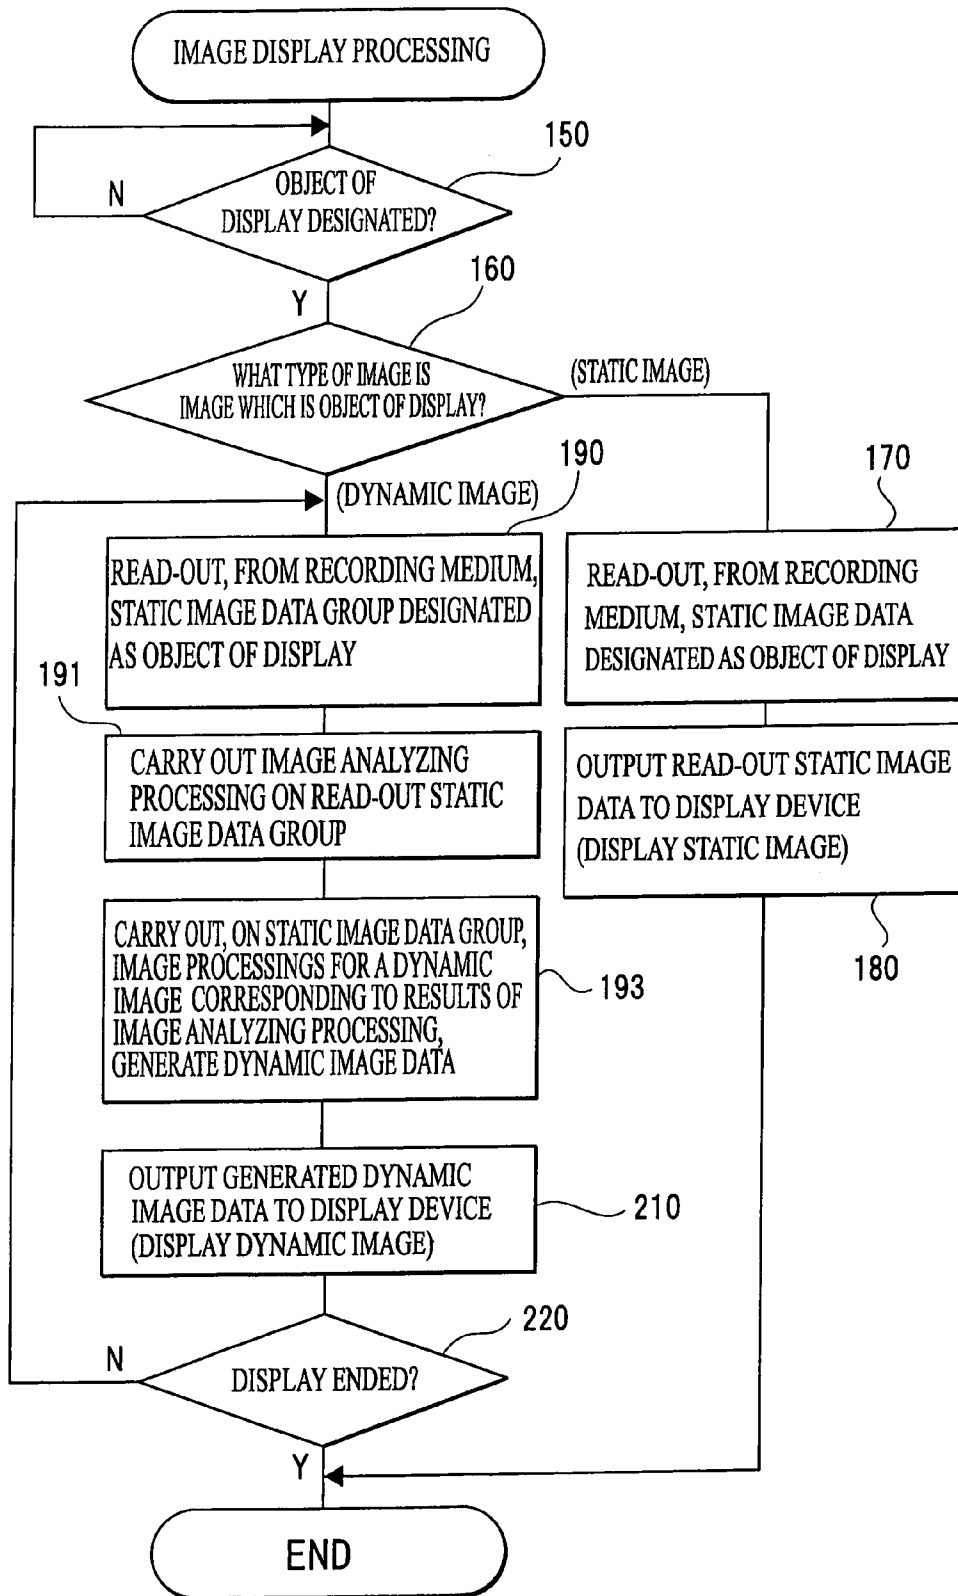 IMAGE DISPLAY PROCESSING
150
N
OBJECT OF
DISPLAY DESIGNATED?
Y
160
WHAT TYPE OF IMAGE IS
IMAGE WHICH IS OBJECT OF DISPLAY?
(STATIC IMAGE)
(DYNAMIC IMAGE)
190
READ-OUT, FROM RECORDING MEDIUM,
STATIC IMAGE DATA GROUP DESIGNATED
AS OBJECT OF DISPLAY
170
READ-OUT, FROM RECORDING
MEDIUM, STATIC IMAGE DATA
DESIGNATED AS OBJECT OF DISPLAY
191
CARRY OUT IMAGE ANALYZING
PROCESSING ON READ-OUT STATIC
IMAGE DATA GROUP
OUTPUT READ-OUT STATIC IMAGE
DATA TO DISPLAY DEVICE
(DISPLAY STATIC IMAGE)
180
CARRY OUT, ON STATIC IMAGE DATA GROUP,
IMAGE PROCESSINGS FOR A DYNAMIC
IMAGE CORRESPONDING TO RESULTS OF
IMAGE ANALYZING PROCESSING,
GENERATE DYNAMIC IMAGE DATA
193
OUTPUT GENERATED DYNAMIC
IMAGE DATA TO DISPLAY DEVICE
(DISPLAY DYNAMIC IMAGE)
210
220
N
DISPLAY ENDED?
Y
END